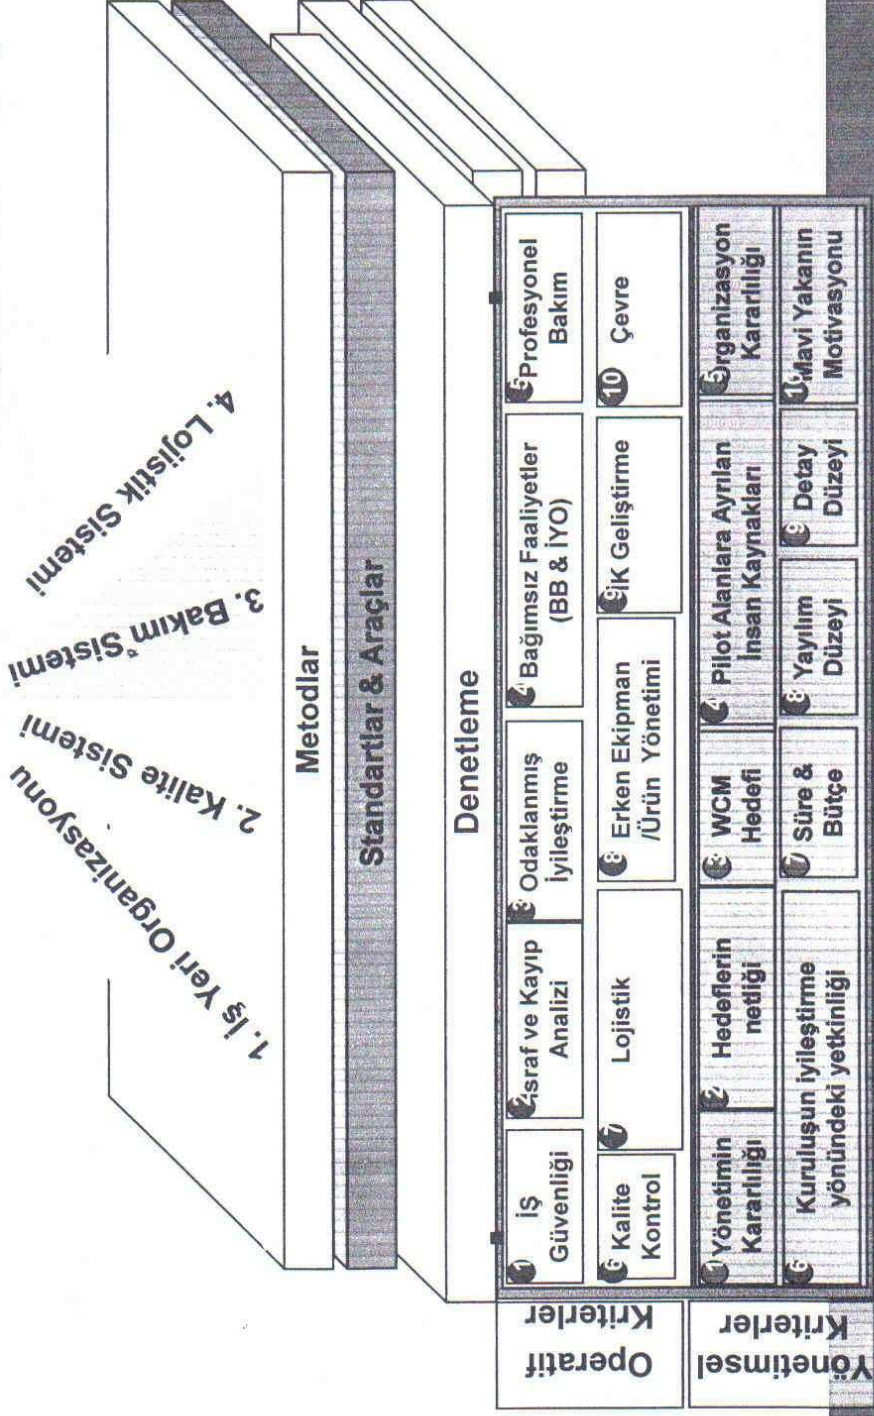 1. İş Yeri Organizasyonu
2. Kalite Sistemi
3. Bakım Sistemi
4. Lojistik Sistemi
Metodlar
Standartlar & Araçlar
Denetleme
Operatif
Kriterler
1 İŞ
Güvenliği
2 İsraf ve Kayıp
Analizi
3 Odaklanmış
İyileştirme
4 Bağımsız Faaliyetler
(BB & İYO)
5 Profesyonel
Bakım
6 Kalite
Kontrol
7 Lojistik
8 Erken Ekipman
/Ürün Yönetimi
9 İK Geliştirme
10 Çevre
Yönetimsel
Kriterler
1 Yönetimin
Kararlılığı
2 Hedeflerin
netliği
3 WCM
Hedefi
4 Pilot Alanlara Ayrılan
İnsan Kaynakları
5 Organizasyon
Kararlılığı
6 Kuruluşun iyileştirme
yönündeki yetkinliği
7 Süre &
Bütçe
8 Yayılım
Düzeyi
9 Detay
Düzeyi
10 Mavi Yakanın
Motivasyonu